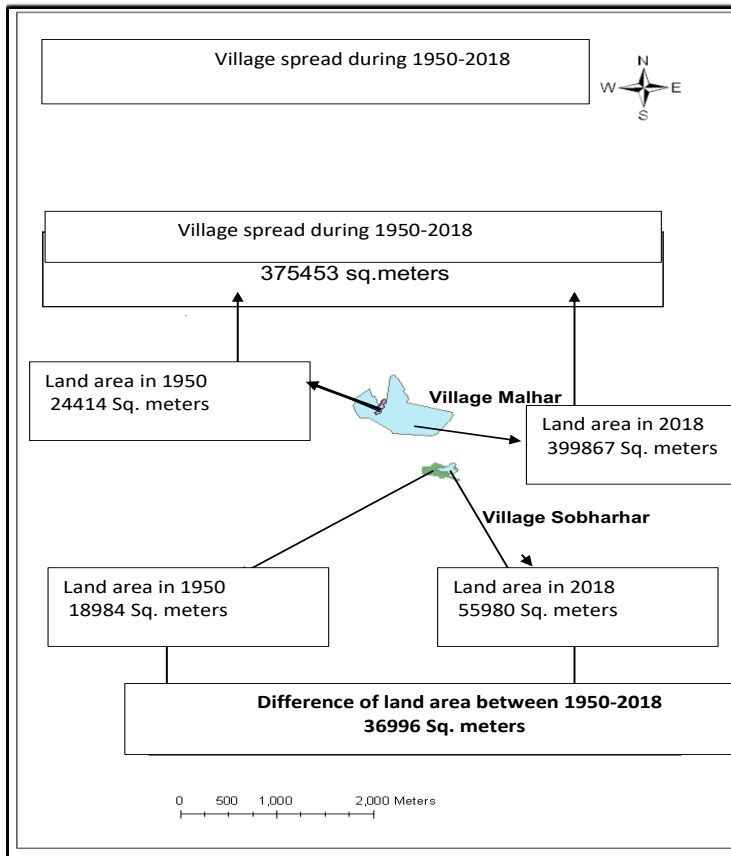 Village spread during 1950-2018
N
W E
S
Village spread during 1950-2018
375453 sq.meters
Land area in 1950
24414 Sq. meters
Village Malhar
Land area in 2018
399867 Sq. meters
Village Sobharhar
Land area in 1950
18984 Sq. meters
Land area in 2018
55980 Sq. meters
Difference of land area between 1950-2018
36996 Sq. meters
0 500 1,000 2,000 Meters